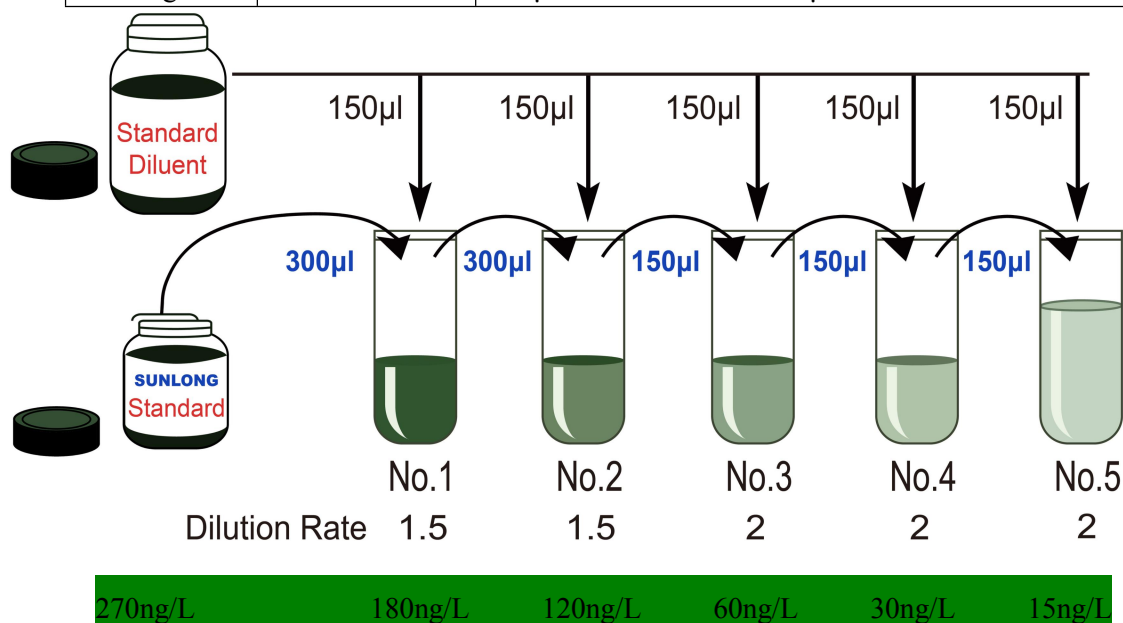 150µl 150µl 150µl 150µl 150µl
Standard
Diluent
300µl 300µl 150µl 150µl 150µl
SUNLONG
Standard
No.1 No.2 No.3 No.4 No.5
Dilution Rate 1.5 1.5 2 2 2
270ng/L 180ng/L 120ng/L 60ng/L 30ng/L 15ng/L